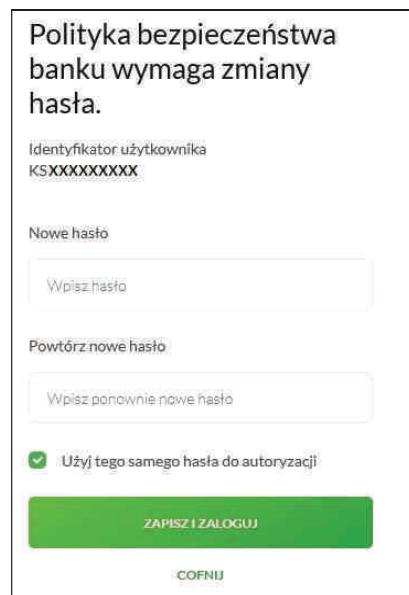 Polityka bezpieczeństwa
banku wymaga zmiany
hasła.
Identyfikator użytkownika
KSXXXXXXXXX
Nowe hasło
Wpisz hasło
Powtórz nowe hasło
Wpisz ponownie nowe hasło
Użyj tego samego hasła do autoryzacji
ZAPISZ I ZALOGUJ
COFNIJ